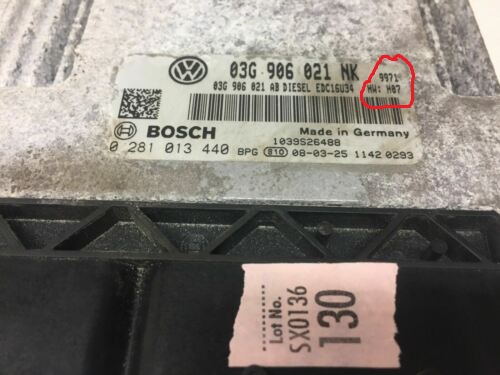 03G 906 021 NK 9971
03G 906 021 AB DIESEL EDC16U34 HW: H07
BOSCH Made in Germany
1039S26488
0 281 013 440 BPG 810 08-03-25 1142 0293
Lot No.
SX0136
130